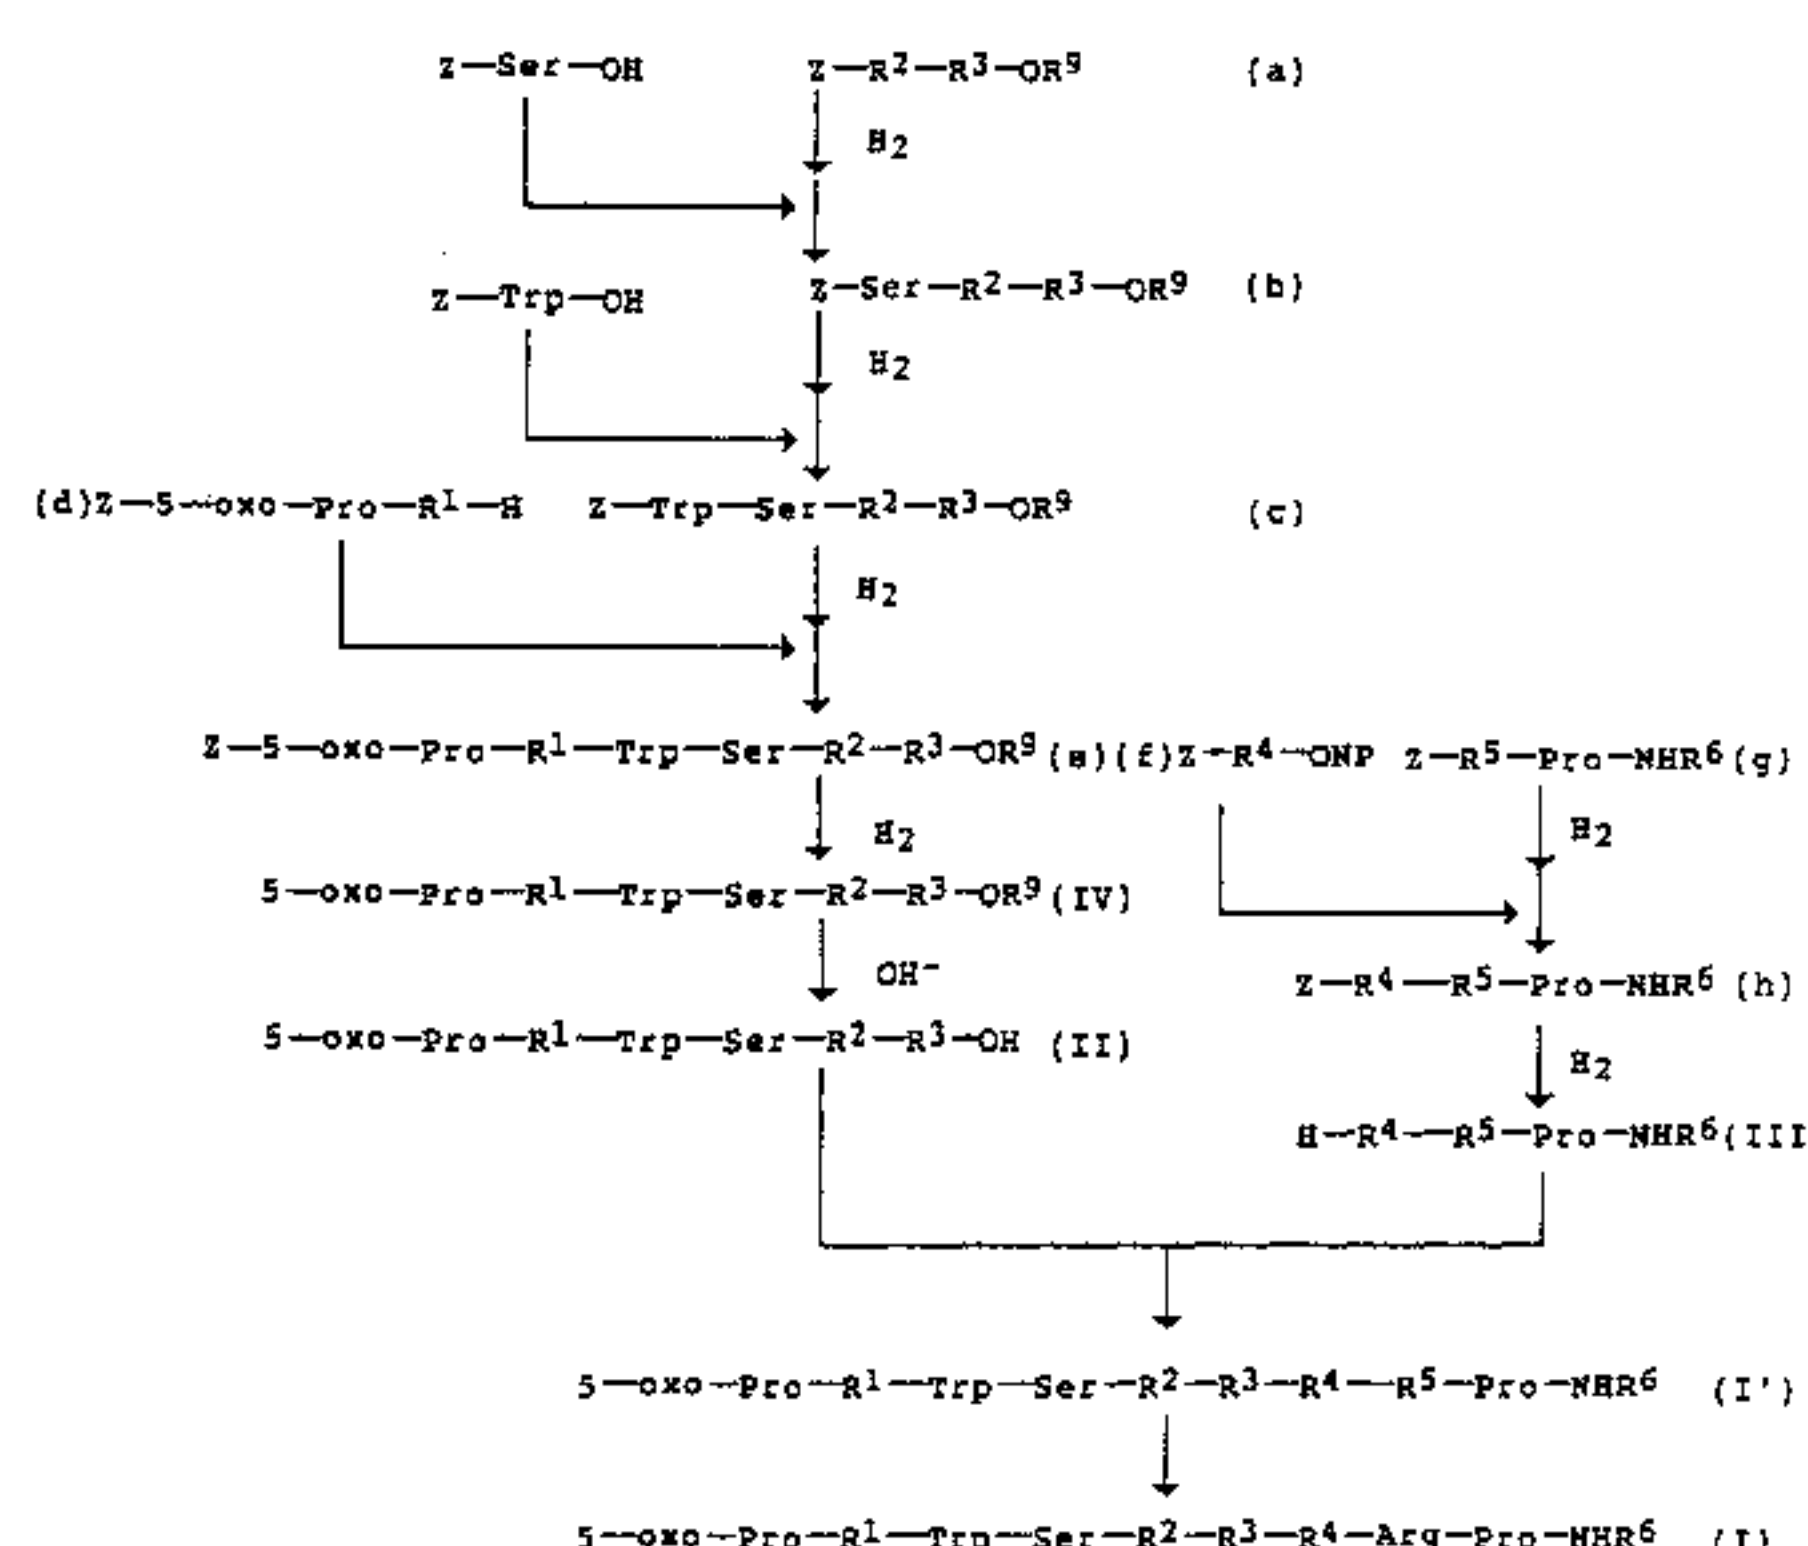 Z—Ser—OH Z—R2—R3—OR9 (a)
H2
Z—Trp—OH Z—Ser—R2—R3—OR9 (b)
H2
(d)Z—5—oxo—Pro—R1—H Z—Trp—Ser—R2—R3—OR9 (c)
H2
Z—5—oxo—Pro—R1—Trp—Ser—R2—R3—OR9 (e)(f)Z—R4—ONP Z—R5—Pro—NHR6(g)
H2 H2
5—oxo—Pro—R1—Trp—Ser—R2—R3—OR9(IV)
OH- Z—R4—R5—Pro—NHR6 (h)
5—oxo—Pro—R1—Trp—Ser—R2—R3—OH (II) H2
H—R4—R5—Pro—NHR6(III
5—oxo—Pro—R1—Trp—Ser—R2—R3—R4—R5—Pro—NHR6 (I')
5—oxo—Pro—R1—Trp—Ser—R2—R3—R4—Arg—Pro—NHR6 (I)